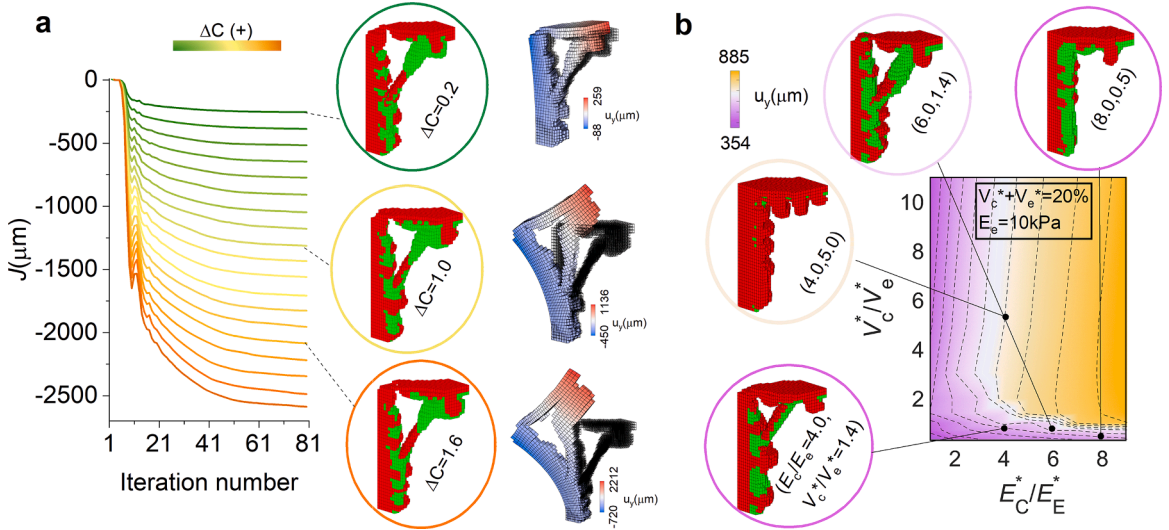 a
ΔC (+)
0
-500
-1000
-1500
-2000
-2500
J(μm)
1
21
41
61
81
Iteration number
ΔC=0.2
259
-88
u_y(μm)
ΔC=1.0
1136
-450
u_y(μm)
ΔC=1.6
2212
-720
u_y(μm)
b
885
u_y(μm)
354
(6.0,1.4)
(8.0,0.5)
(4.0,5.0)
(E_c/E_e=4.0,
V_c*/V_e*=1.4)
V_c*+V_e*=20%
E_e=10kPa
10
8
6
4
2
V_c*/V_e*
2
4
6
8
E_C*/E_E*